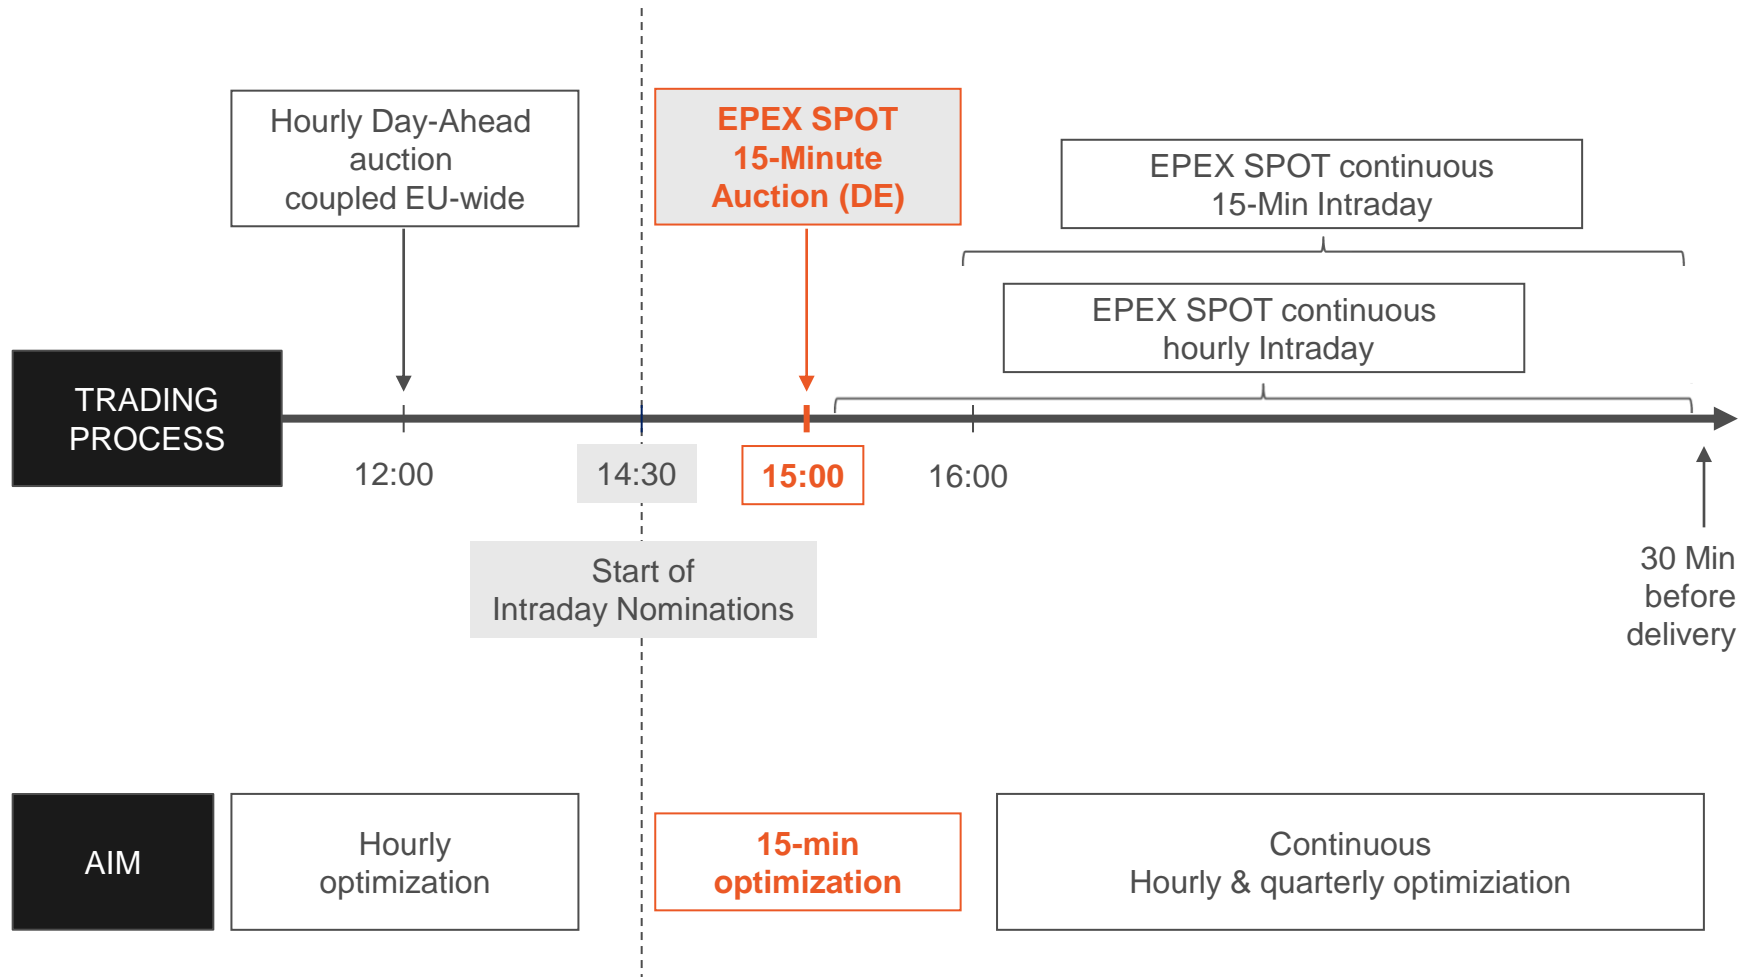 Hourly Day-Ahead
auction
coupled EU-wide
EPEX SPOT
15-Minute
Auction (DE)
EPEX SPOT continuous
15-Min Intraday
EPEX SPOT continuous
hourly Intraday
TRADING
PROCESS
12:00
14:30
15:00
16:00
Start of
Intraday Nominations
30 Min
before
delivery
AIM
Hourly
optimization
15-min
optimization
Continuous
Hourly & quarterly optimiziation